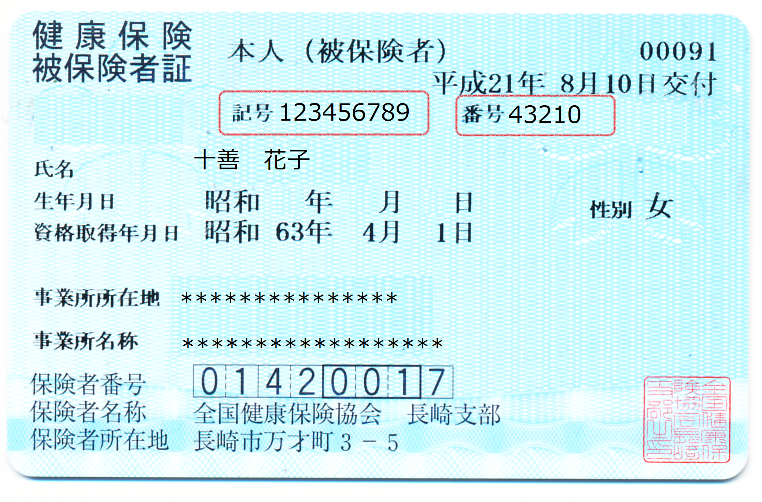 健康保険
被保険者証
本人(被保険者) 00091
平成21年 8月10日交付
記号 123456789 番号 43210
氏名 十善 花子
生年月日 昭和 年 月 日 性別 女
資格取得年月日 昭和 63年 4月 1日
事業所所在地 ***************
事業所名称 ******************
保険者番号 01420017
保険者名称 全国健康保険協会 長崎支部
保険者所在地 長崎市万才町3-5